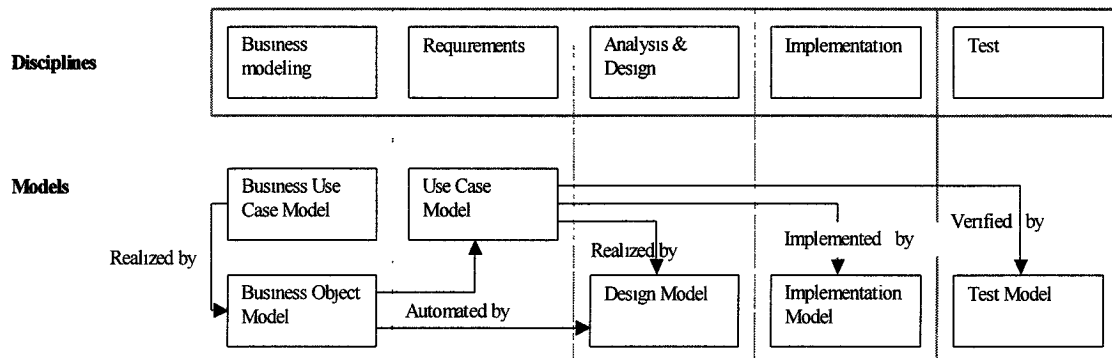 Disciplines
Business
modeling
Requirements
Analysis &
Design
Implementation
Test
Models
Business Use
Case Model
Use Case
Model
Realized by
Realized by
Implemented by
Verified by
Business Object
Model
Automated by
Design Model
Implementation
Model
Test Model